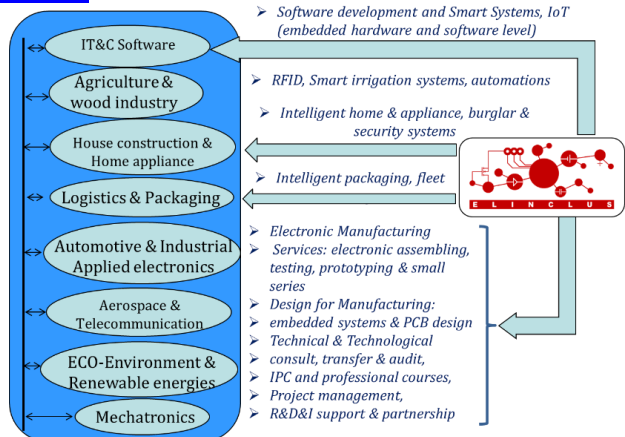 ➢ Software development and Smart Systems, IoT
(embedded hardware and software level)
IT&C Software
Agriculture &
wood industry
➢ RFID, Smart irrigation systems, automations
➢ Intelligent home & appliance, burglar &
security systems
House construction &
Home appliance
➢ Intelligent packaging, fleet
Logistics & Packaging
ELINCLUS
Automotive & Industrial
Applied electronics
Aerospace &
Telecommunication
ECO-Environment &
Renewable energies
Mechatronics
➢ Electronic Manufacturing
➢ Services: electronic assembling,
testing, prototyping & small
series
➢ Design for Manufacturing:
➢ embedded systems & PCB design
➢ Technical & Technological
➢ consult, transfer & audit,
➢ IPC and professional courses,
➢ Project management,
➢ R&D&I support & partnership